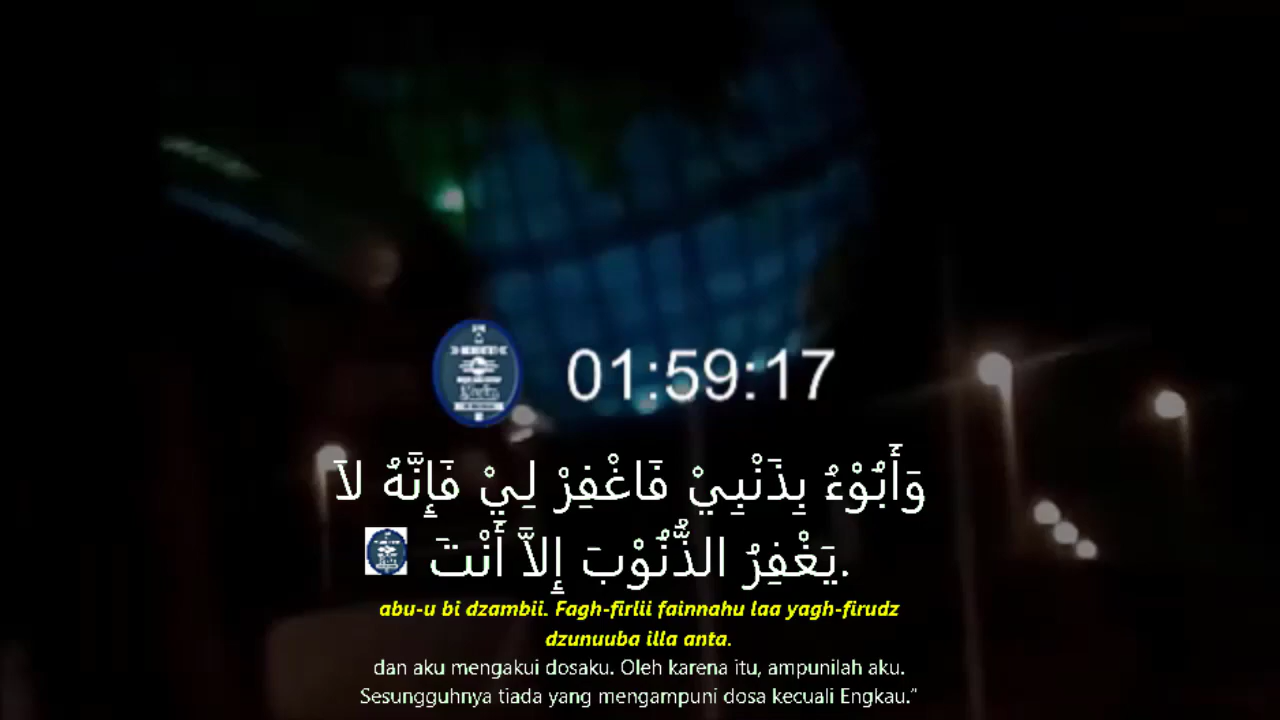 01:59:17
وَأَبُوْءُ بِذَنْبِيْ فَاغْفِرْ لِيْ فَإِنَّهُ لاَ
يَغْفِرُ الذُّنُوْبَ إِلاَّ أَنْتَ.
abu-u bi dzambii. Fagh-firlii fainnahu laa yagh-firudz
dzunuuba illa anta.
dan aku mengakui dosaku. Oleh karena itu, ampunilah aku.
Sesungguhnya tiada yang mengampuni dosa kecuali Engkau.”